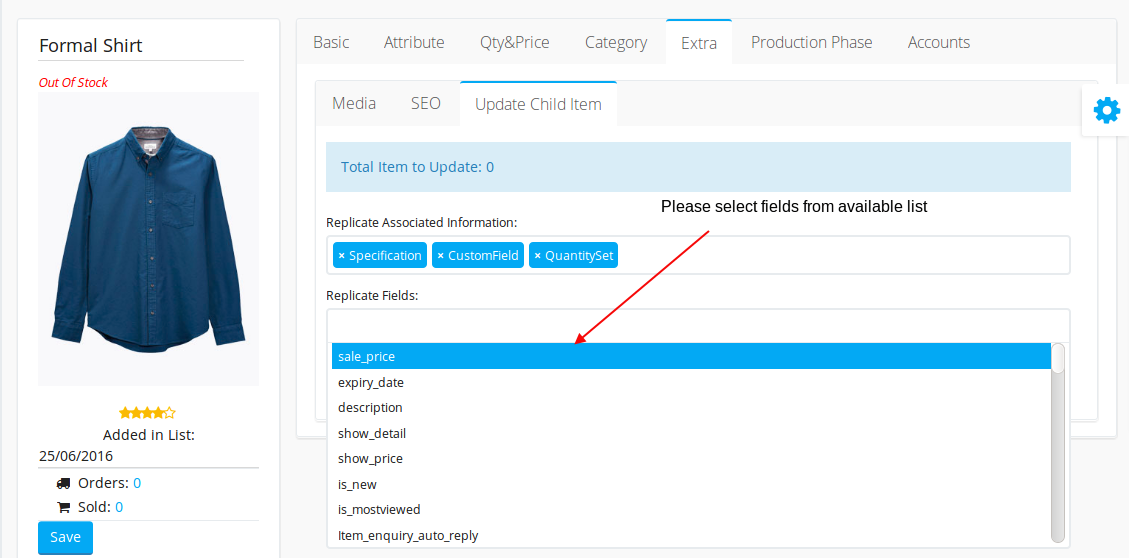 Formal Shirt
Out Of Stock
Added in List:
25/06/2016
Orders: 0
Sold: 0
Save
Basic Attribute Qty&Price Category Extra Production Phase Accounts
Media SEO Update Child Item
Total Item to Update: 0
Please select fields from available list
Replicate Associated Information:
× Specification × CustomField × QuantitySet
Replicate Fields:
sale_price
expiry_date
description
show_detail
show_price
is_new
is_mostviewed
Item_enquiry_auto_reply